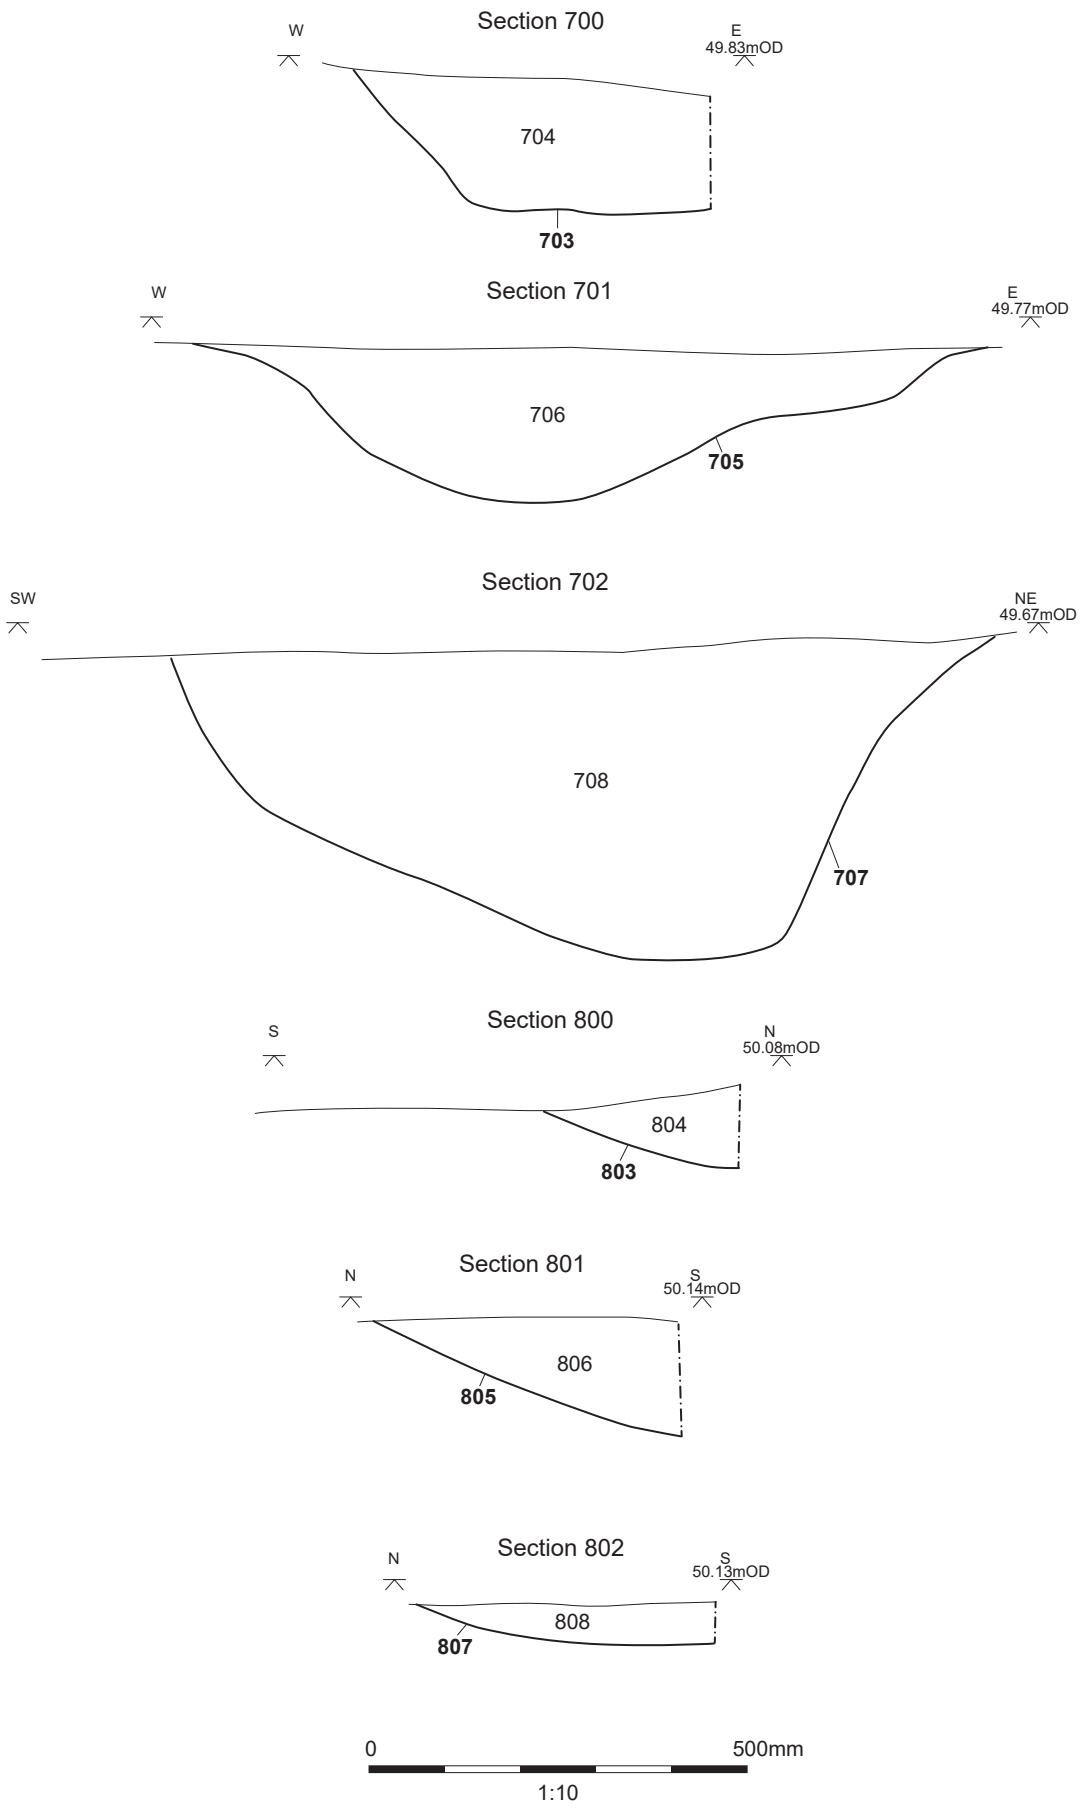 Section 700
W
E
49.83mOD
704
703
Section 701
W
E
49.77mOD
706
705
Section 702
SW
NE
49.67mOD
708
707
Section 800
S
N
50.08mOD
804
803
Section 801
N
S
50.14mOD
806
805
Section 802
N
S
50.13mOD
808
807
0
500mm
1:10